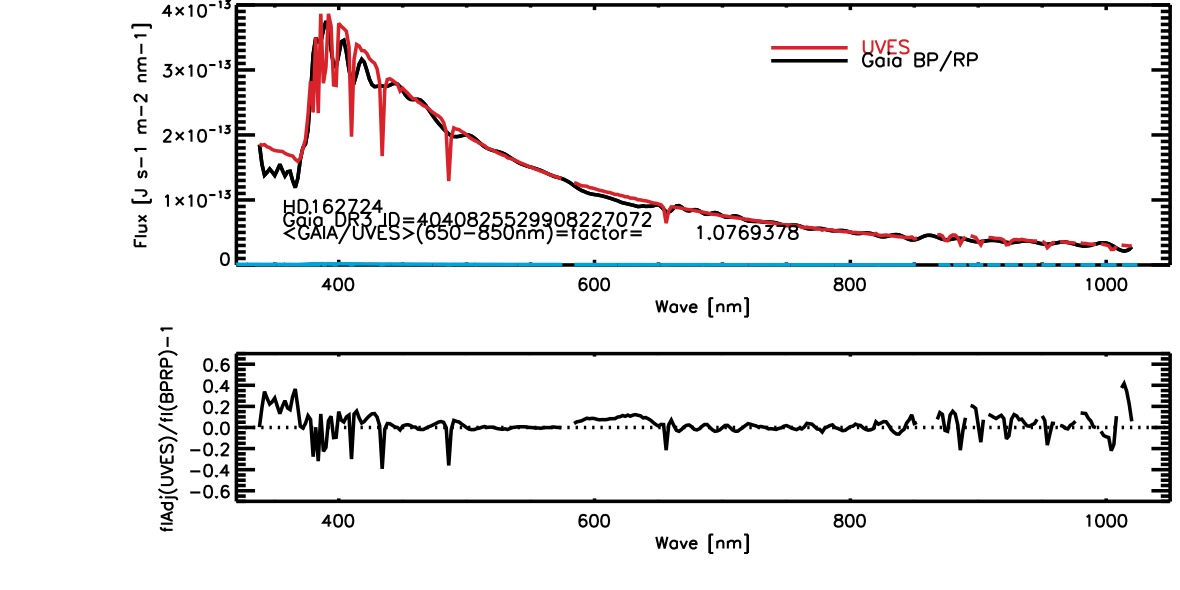 4×10−13
3×10−13
2×10−13
1×10−13
0
Flux [J s−1 m−2 nm−1]
UVES
Gaia BP/RP
HD162724
Gaia DR3 ID=4040825529908227072
<GAIA/UVES>(650−850nm)=factor= 1.0769378
400 600 800 1000
Wave [nm]
0.6
0.4
0.2
0.0
−0.2
−0.4
−0.6
flAdj(UVES)/fl(BPRP)−1
400 600 800 1000
Wave [nm]